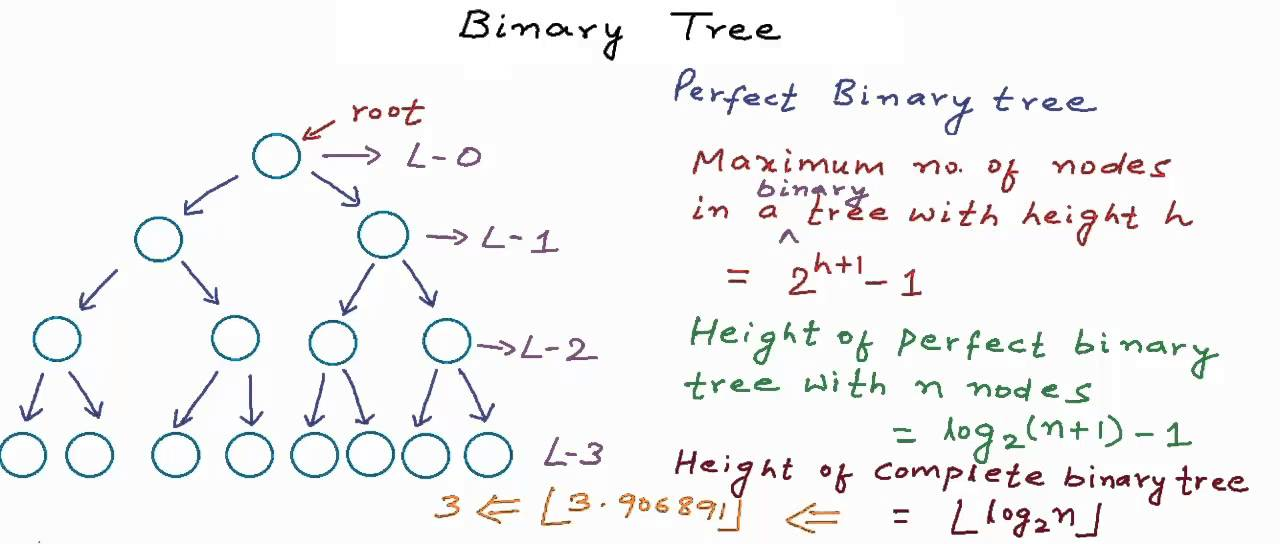 Binary Tree
root
L-0
L-1
L-2
L-3
Perfect Binary tree
Maximum no. of nodes
in a binary tree with height h
= 2^(h+1) - 1
Height of perfect binary
tree with n nodes
= log₂(n+1) - 1
Height of complete binary tree
= ⌊log₂n⌋
3 ⇐ ⌊3.906891⌋ ⇐